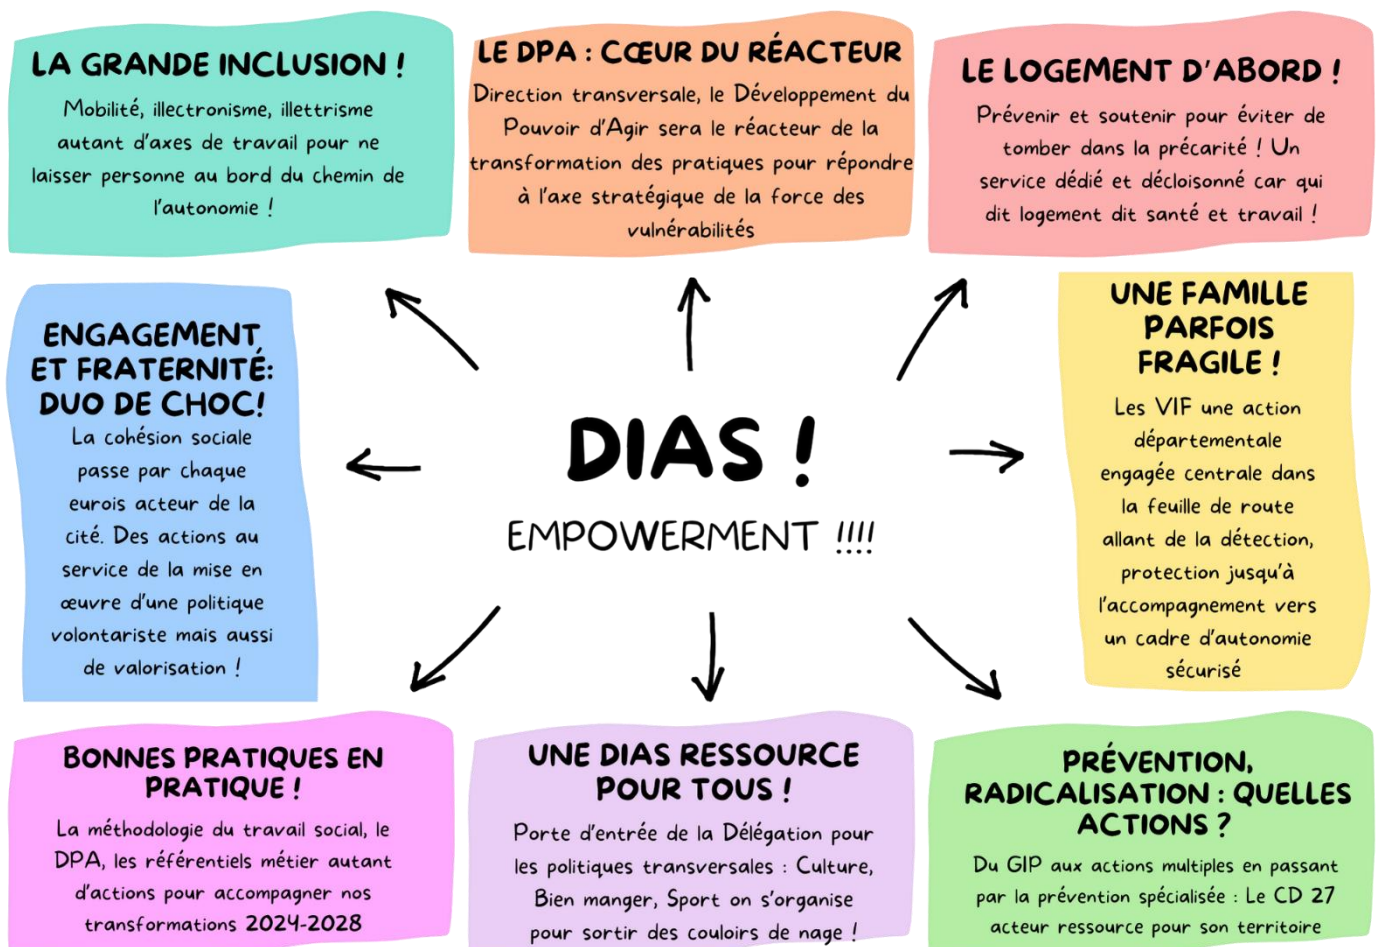 LA GRANDE INCLUSION !
Mobilité, illectronisme, illettrisme
autant d'axes de travail pour ne
laisser personne au bord du chemin de
l'autonomie !
LE DPA : CŒUR DU RÉACTEUR
Direction transversale, le Développement du
Pouvoir d'Agir sera le réacteur de la
transformation des pratiques pour répondre
à l'axe stratégique de la force des
vulnérabilités
LE LOGEMENT D'ABORD !
Prévenir et soutenir pour éviter de
tomber dans la précarité ! Un
service dédié et décloisonné car qui
dit logement dit santé et travail !
ENGAGEMENT
ET FRATERNITÉ:
DUO DE CHOC!
La cohésion sociale
passe par chaque
eurois acteur de la
cité. Des actions au
service de la mise en
œuvre d'une politique
volontariste mais aussi
de valorisation !
DIAS !
EMPOWERMENT !!!!
UNE FAMILLE
PARFOIS
FRAGILE !
Les VIF une action
départementale
engagée centrale dans
la feuille de route
allant de la détection,
protection jusqu'à
l'accompagnement vers
un cadre d'autonomie
sécurisé
BONNES PRATIQUES EN
PRATIQUE !
La méthodologie du travail social, le
DPA, les référentiels métier autant
d'actions pour accompagner nos
transformations 2024-2028
UNE DIAS RESSOURCE
POUR TOUS !
Porte d'entrée de la Délégation pour
les politiques transversales : Culture,
Bien manger, Sport on s'organise
pour sortir des couloirs de nage !
PRÉVENTION,
RADICALISATION : QUELLES
ACTIONS ?
Du GIP aux actions multiples en passant
par la prévention spécialisée : Le CD 27
acteur ressource pour son territoire